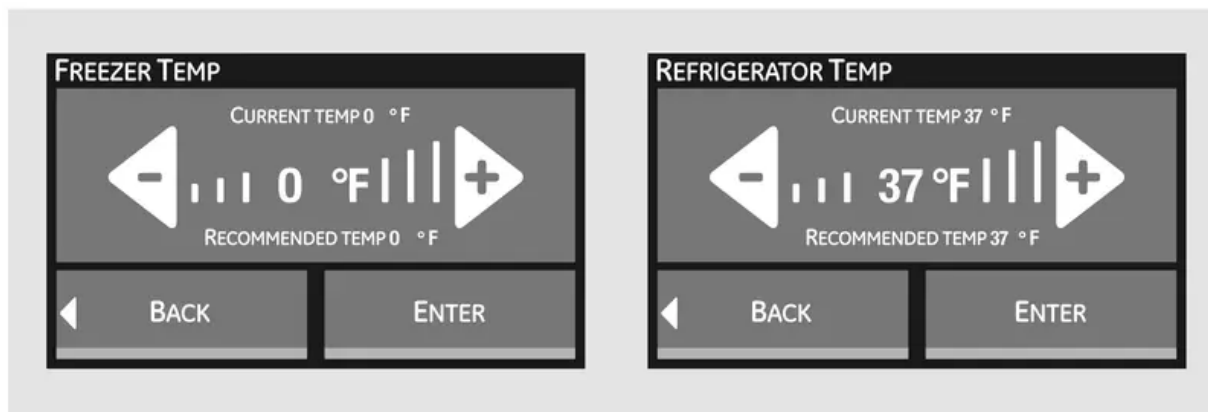 FREEZER TEMP
CURRENT TEMP 0 °F
- 0 °F +
RECOMMENDED TEMP 0 °F
BACK
ENTER
REFRIGERATOR TEMP
CURRENT TEMP 37 °F
- 37 °F +
RECOMMENDED TEMP 37 °F
BACK
ENTER